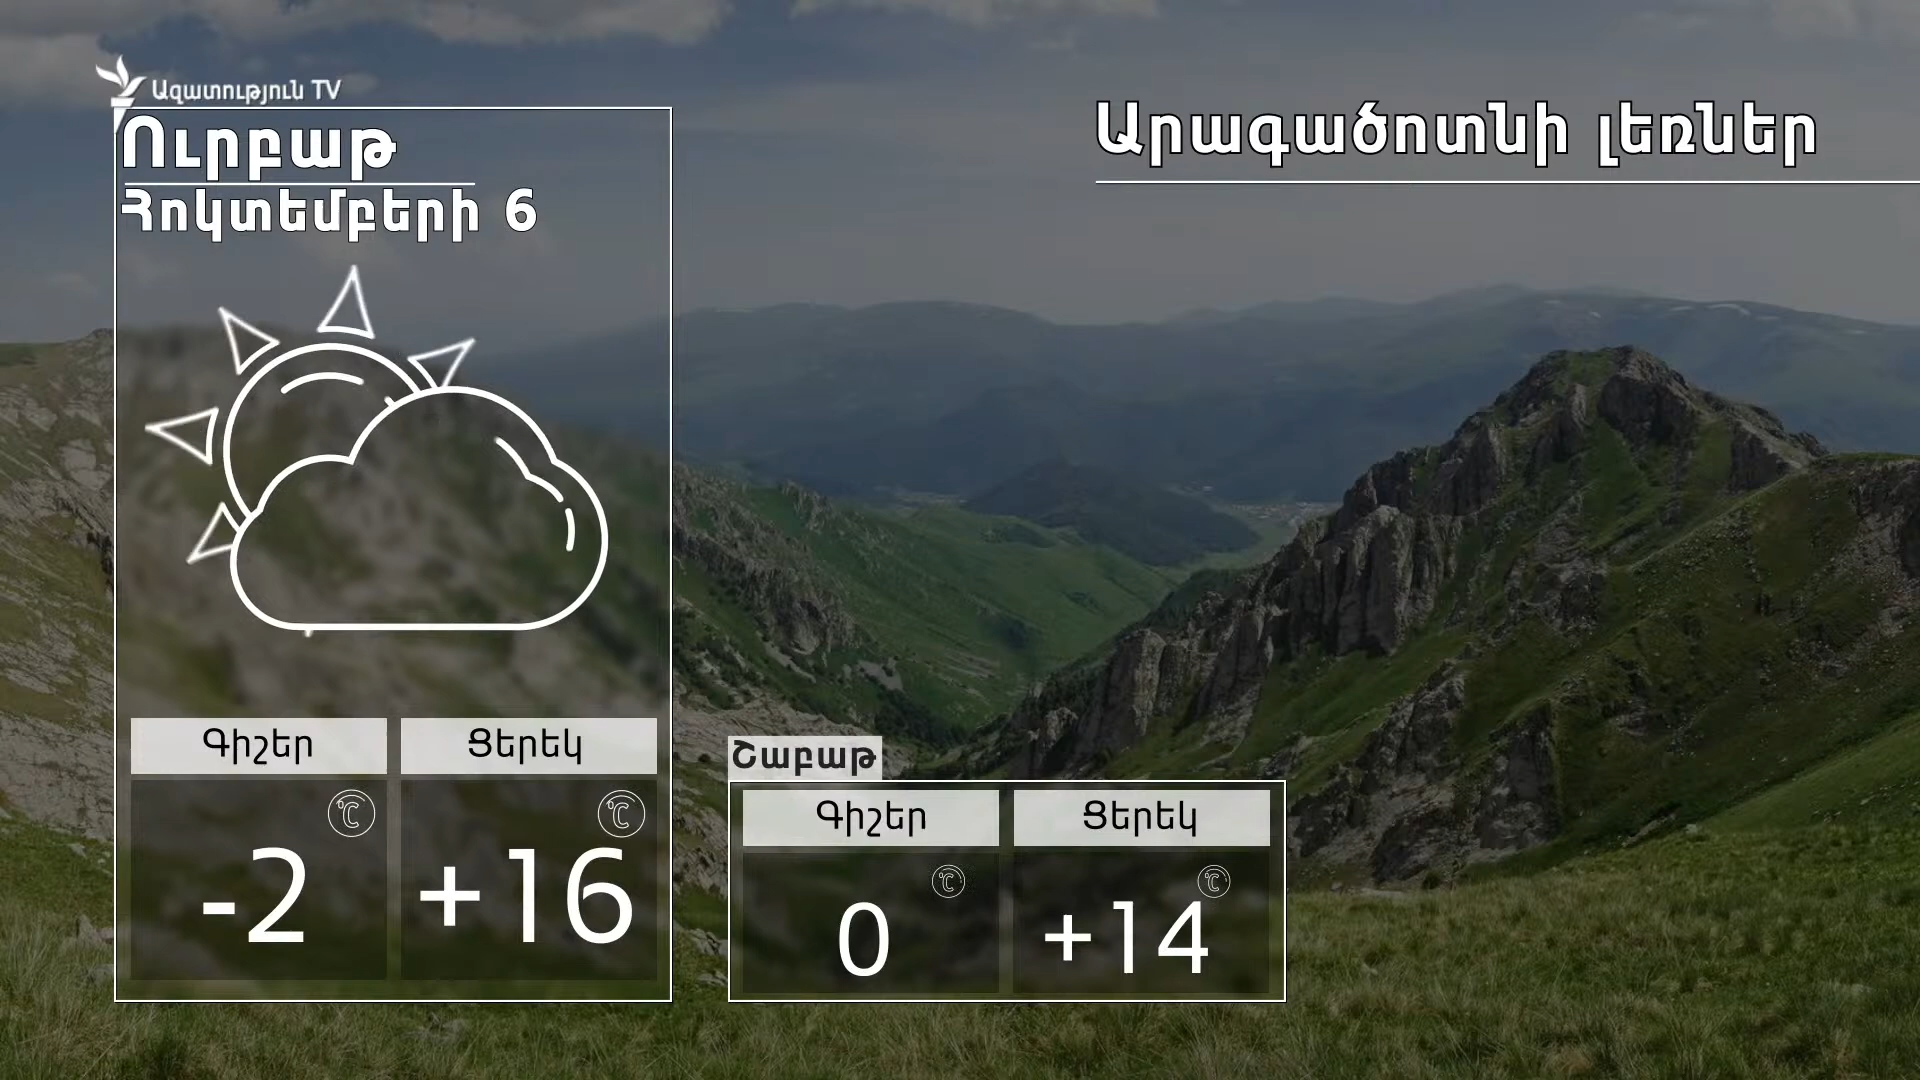 Ազատություն TV
Ուրբաթ
Հոկտեմբերի 6
Արագածոտնի լեռներ
Գիշեր Ցերեկ
°C °C
-2 +16
Շաբաթ
Գիշեր Ցերեկ
°C °C
0 +14